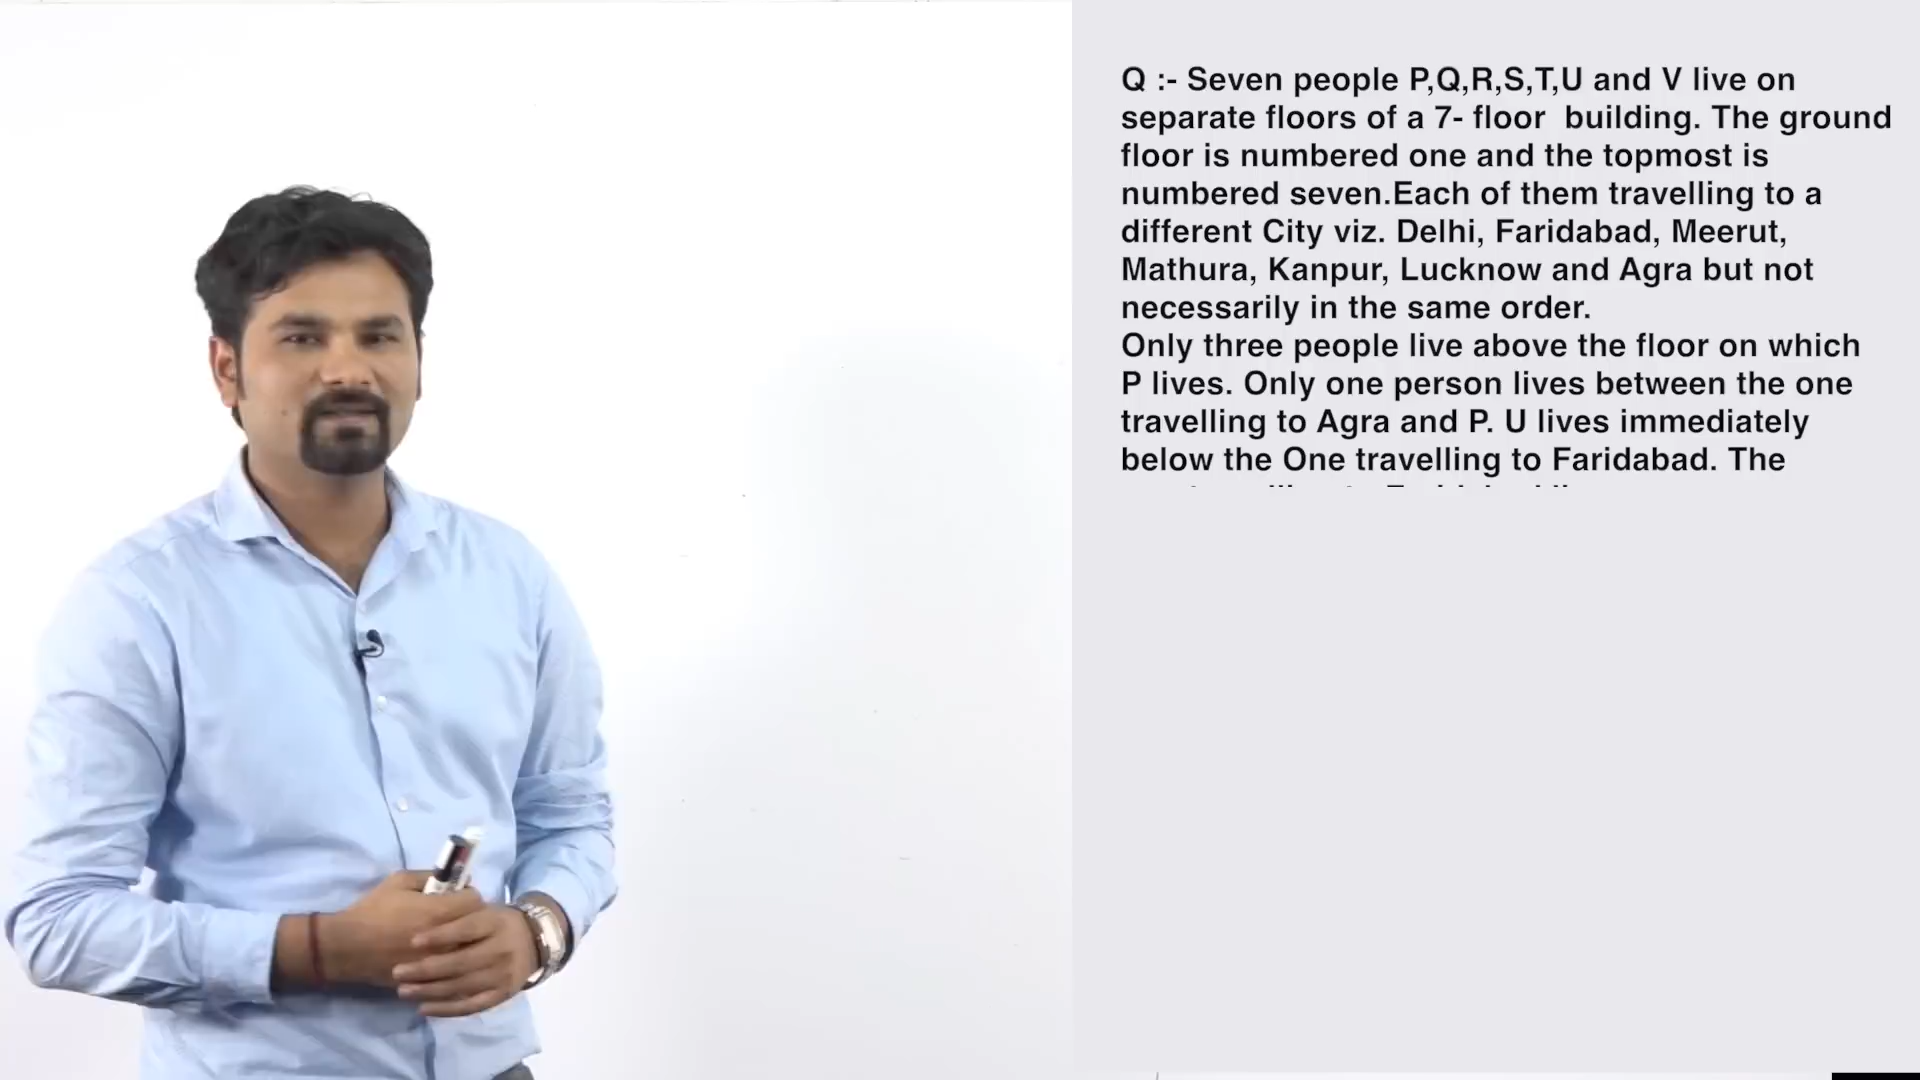 Q :- Seven people P,Q,R,S,T,U and V live on
separate floors of a 7- floor  building. The ground
floor is numbered one and the topmost is
numbered seven.Each of them travelling to a
different City viz. Delhi, Faridabad, Meerut,
Mathura, Kanpur, Lucknow and Agra but not
necessarily in the same order.
Only three people live above the floor on which
P lives. Only one person lives between the one
travelling to Agra and P. U lives immediately
below the One travelling to Faridabad. The